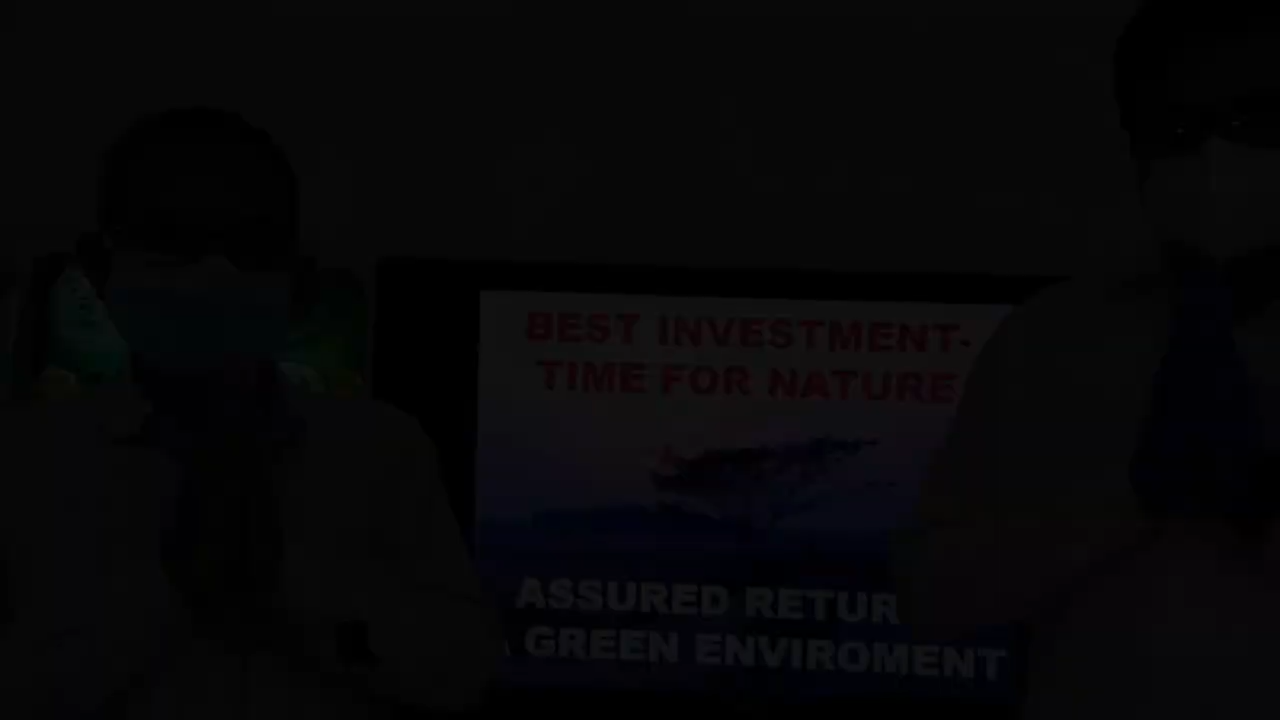 BEST INVESTMENT-
TIME FOR NATURE
ASSURED RETUR
A GREEN ENVIROMENT